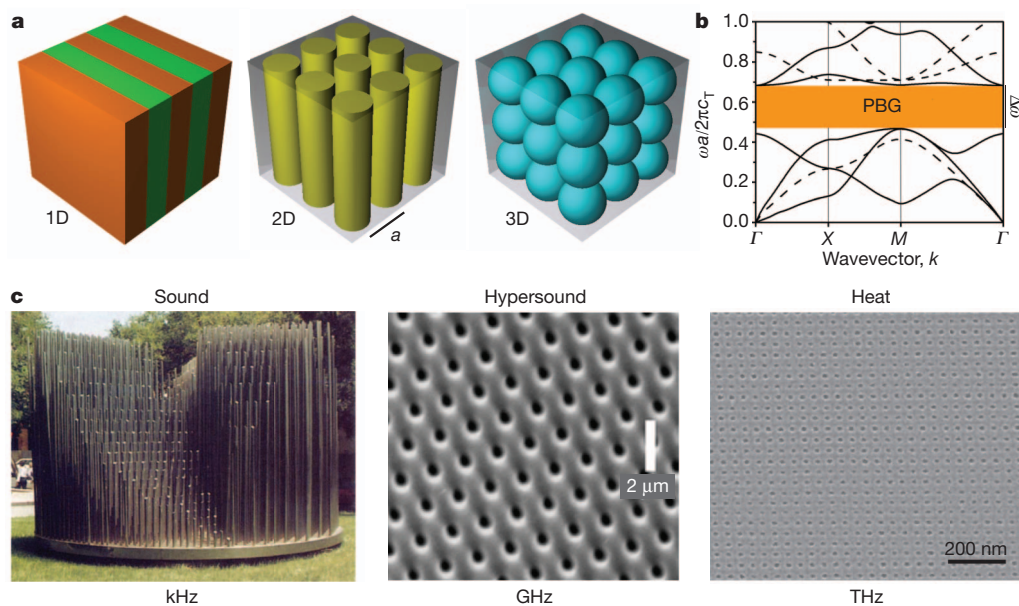 a
1D
2D
a
3D
b
ωa/2πcT
1.0
0.8
0.6
0.4
0.2
0.0
PBG
Δω
Γ
X
M
Γ
Wavevector, k
c
Sound
Hypersound
Heat
2 μm
200 nm
kHz
GHz
THz